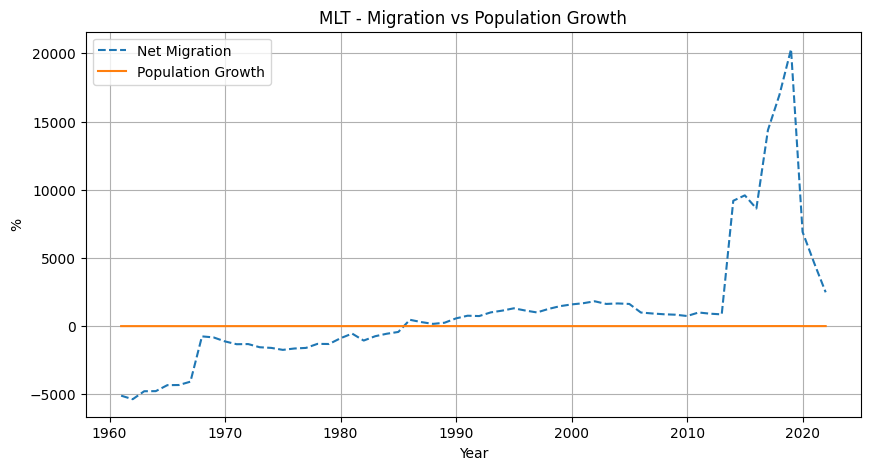 MLT - Migration vs Population Growth
Net Migration
Population Growth
%
20000
15000
10000
5000
0
−5000
1960 1970 1980 1990 2000 2010 2020
Year